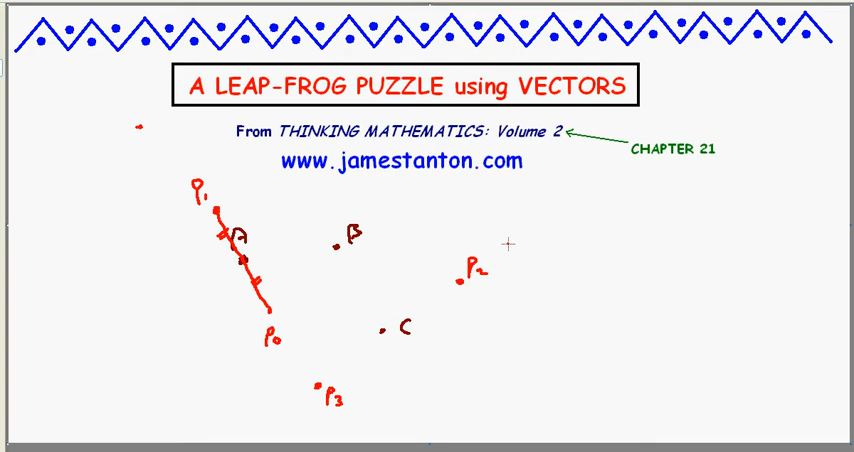 A LEAP-FROG PUZZLE using VECTORS
From THINKING MATHEMATICS: Volume 2
CHAPTER 21
www.jamestanton.com
P1
A
B
P2
C
P0
P3